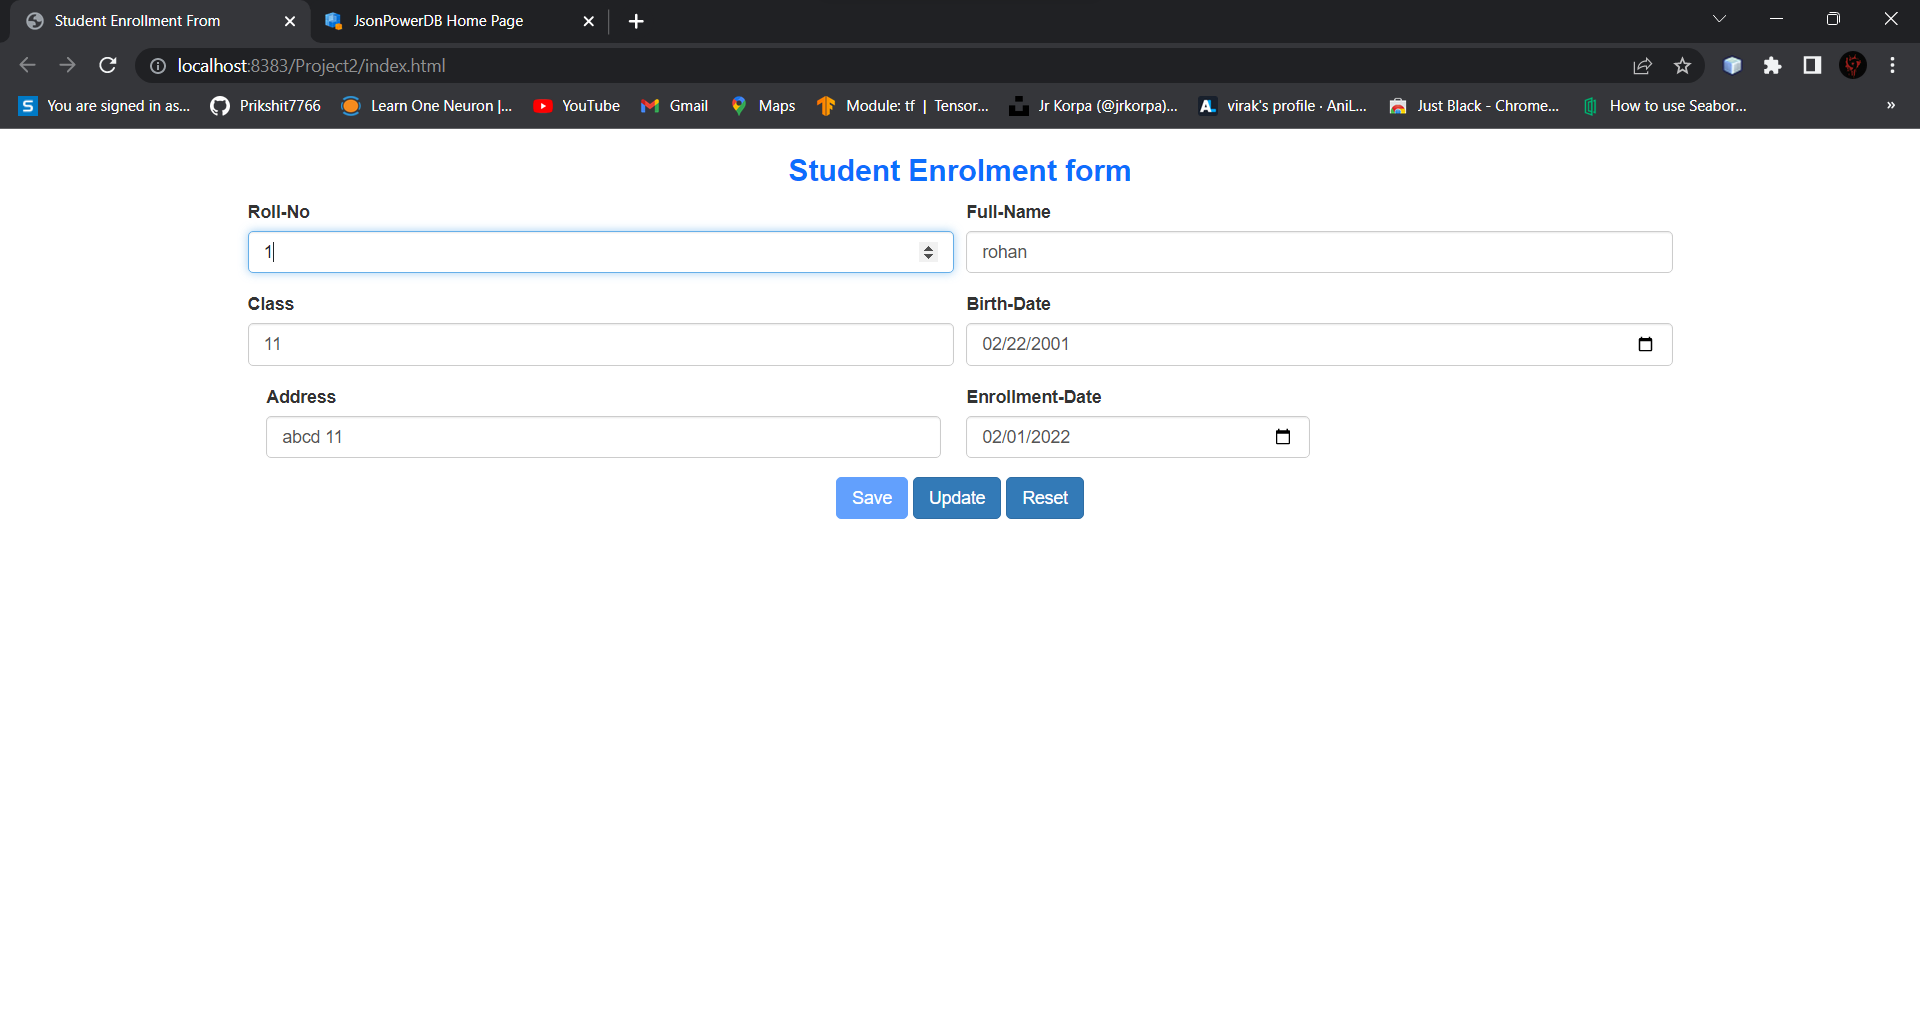 Student Enrollment From
JsonPowerDB Home Page
localhost:8383/Project2/index.html
You are signed in as...
Prikshit7766
Learn One Neuron |...
YouTube
Gmail
Maps
Module: tf | Tensor...
Jr Korpa (@jrkorpa)...
virak's profile · AniL...
Just Black - Chrome...
How to use Seabor...
»
Student Enrolment form
Roll-No
Full-Name
1
rohan
Class
Birth-Date
11
02/22/2001
Address
Enrollment-Date
abcd 11
02/01/2022
Save
Update
Reset